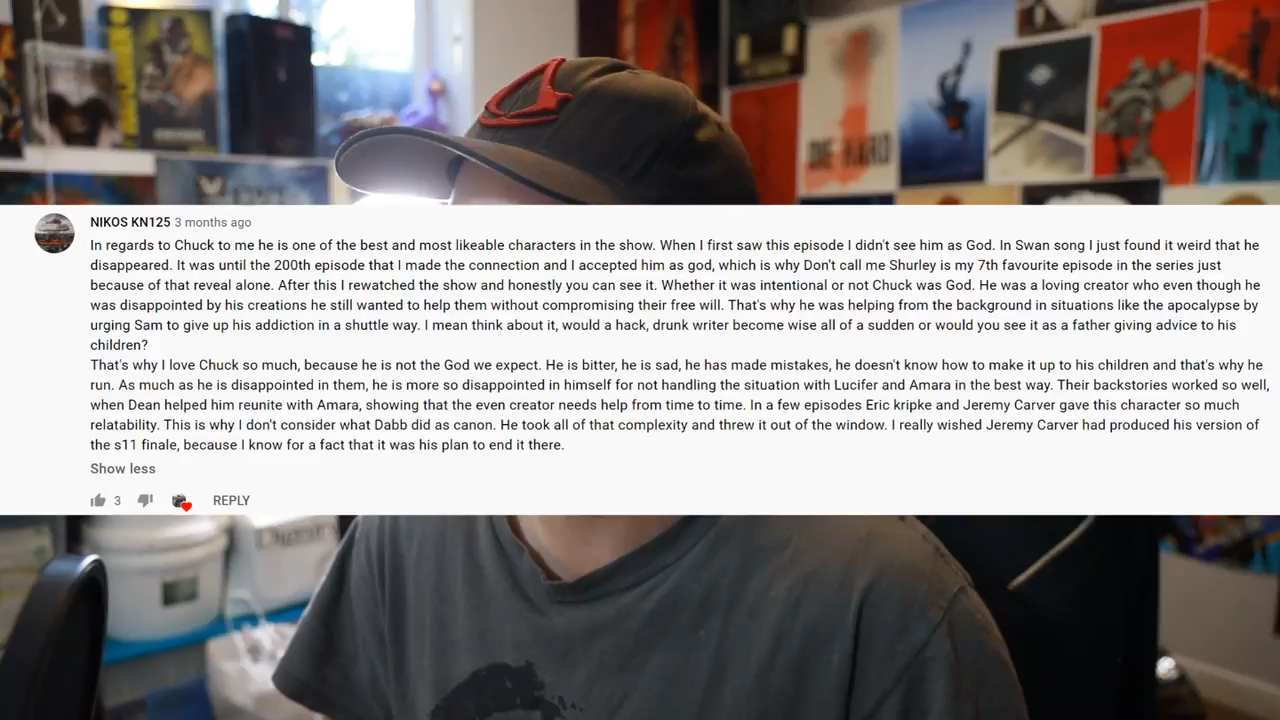 DIE HARD
NIKOS KN125 3 months ago
In regards to Chuck to me he is one of the best and most likeable characters in the show. When I first saw this episode I didn't see him as God. In Swan song I just found it weird that he
disappeared. It was until the 200th episode that I made the connection and I accepted him as god, which is why Don't call me Shurley is my 7th favourite episode in the series just
because of that reveal alone. After this I rewatched the show and honestly you can see it. Whether it was intentional or not Chuck was God. He was a loving creator who even though he
was disappointed by his creations he still wanted to help them without compromising their free will. That's why he was helping from the background in situations like the apocalypse by
urging Sam to give up his addiction in a shuttle way. I mean think about it, would a hack, drunk writer become wise all of a sudden or would you see it as a father giving advice to his
children?
That's why I love Chuck so much, because he is not the God we expect. He is bitter, he is sad, he has made mistakes, he doesn't know how to make it up to his children and that's why he
run. As much as he is disappointed in them, he is more so disappointed in himself for not handling the situation with Lucifer and Amara in the best way. Their backstories worked so well,
when Dean helped him reunite with Amara, showing that the even creator needs help from time to time. In a few episodes Eric kripke and Jeremy Carver gave this character so much
relatability. This is why I don't consider what Dabb did as canon. He took all of that complexity and threw it out of the window. I really wished Jeremy Carver had produced his version of
the s11 finale, because I know for a fact that it was his plan to end it there.
Show less
3 REPLY